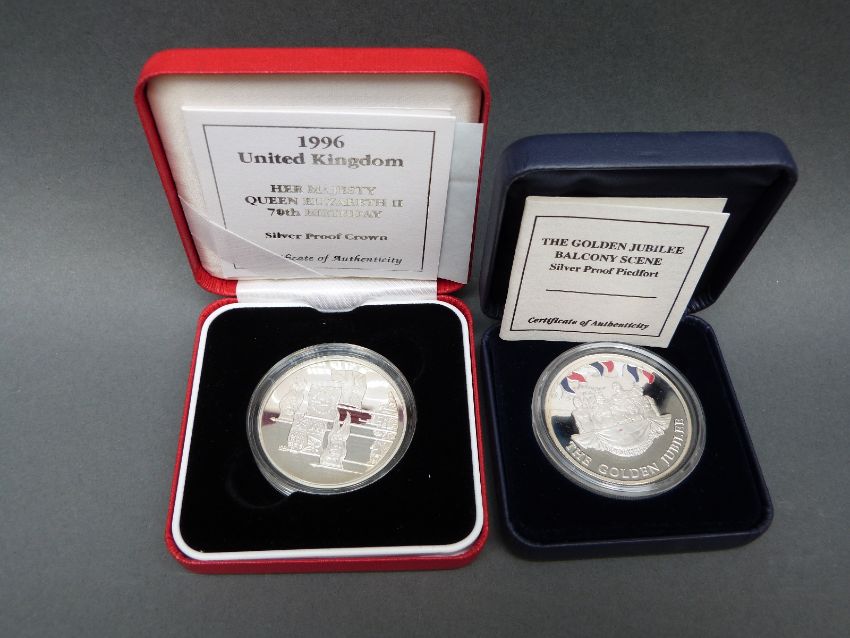 1996
United Kingdom
HER MAJESTY
QUEEN ELIZABETH II
70th BIRTHDAY
Silver Proof Crown
ficate of Authenticity
THE GOLDEN JUBILEE
BALCONY SCENE
Silver Proof Piedfort
Certificate of Authenticity
THE GOLDEN JUBILEE